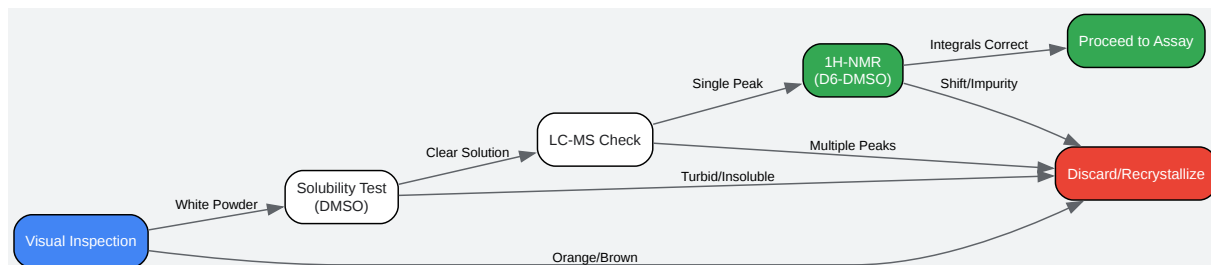 Visual Inspection
White Powder
Orange/Brown
Solubility Test
(DMSO)
Clear Solution
Turbid/Insoluble
LC-MS Check
Single Peak
Multiple Peaks
1H-NMR
(D6-DMSO)
Integrals Correct
Shift/Impurity
Proceed to Assay
Discard/Recrystallize